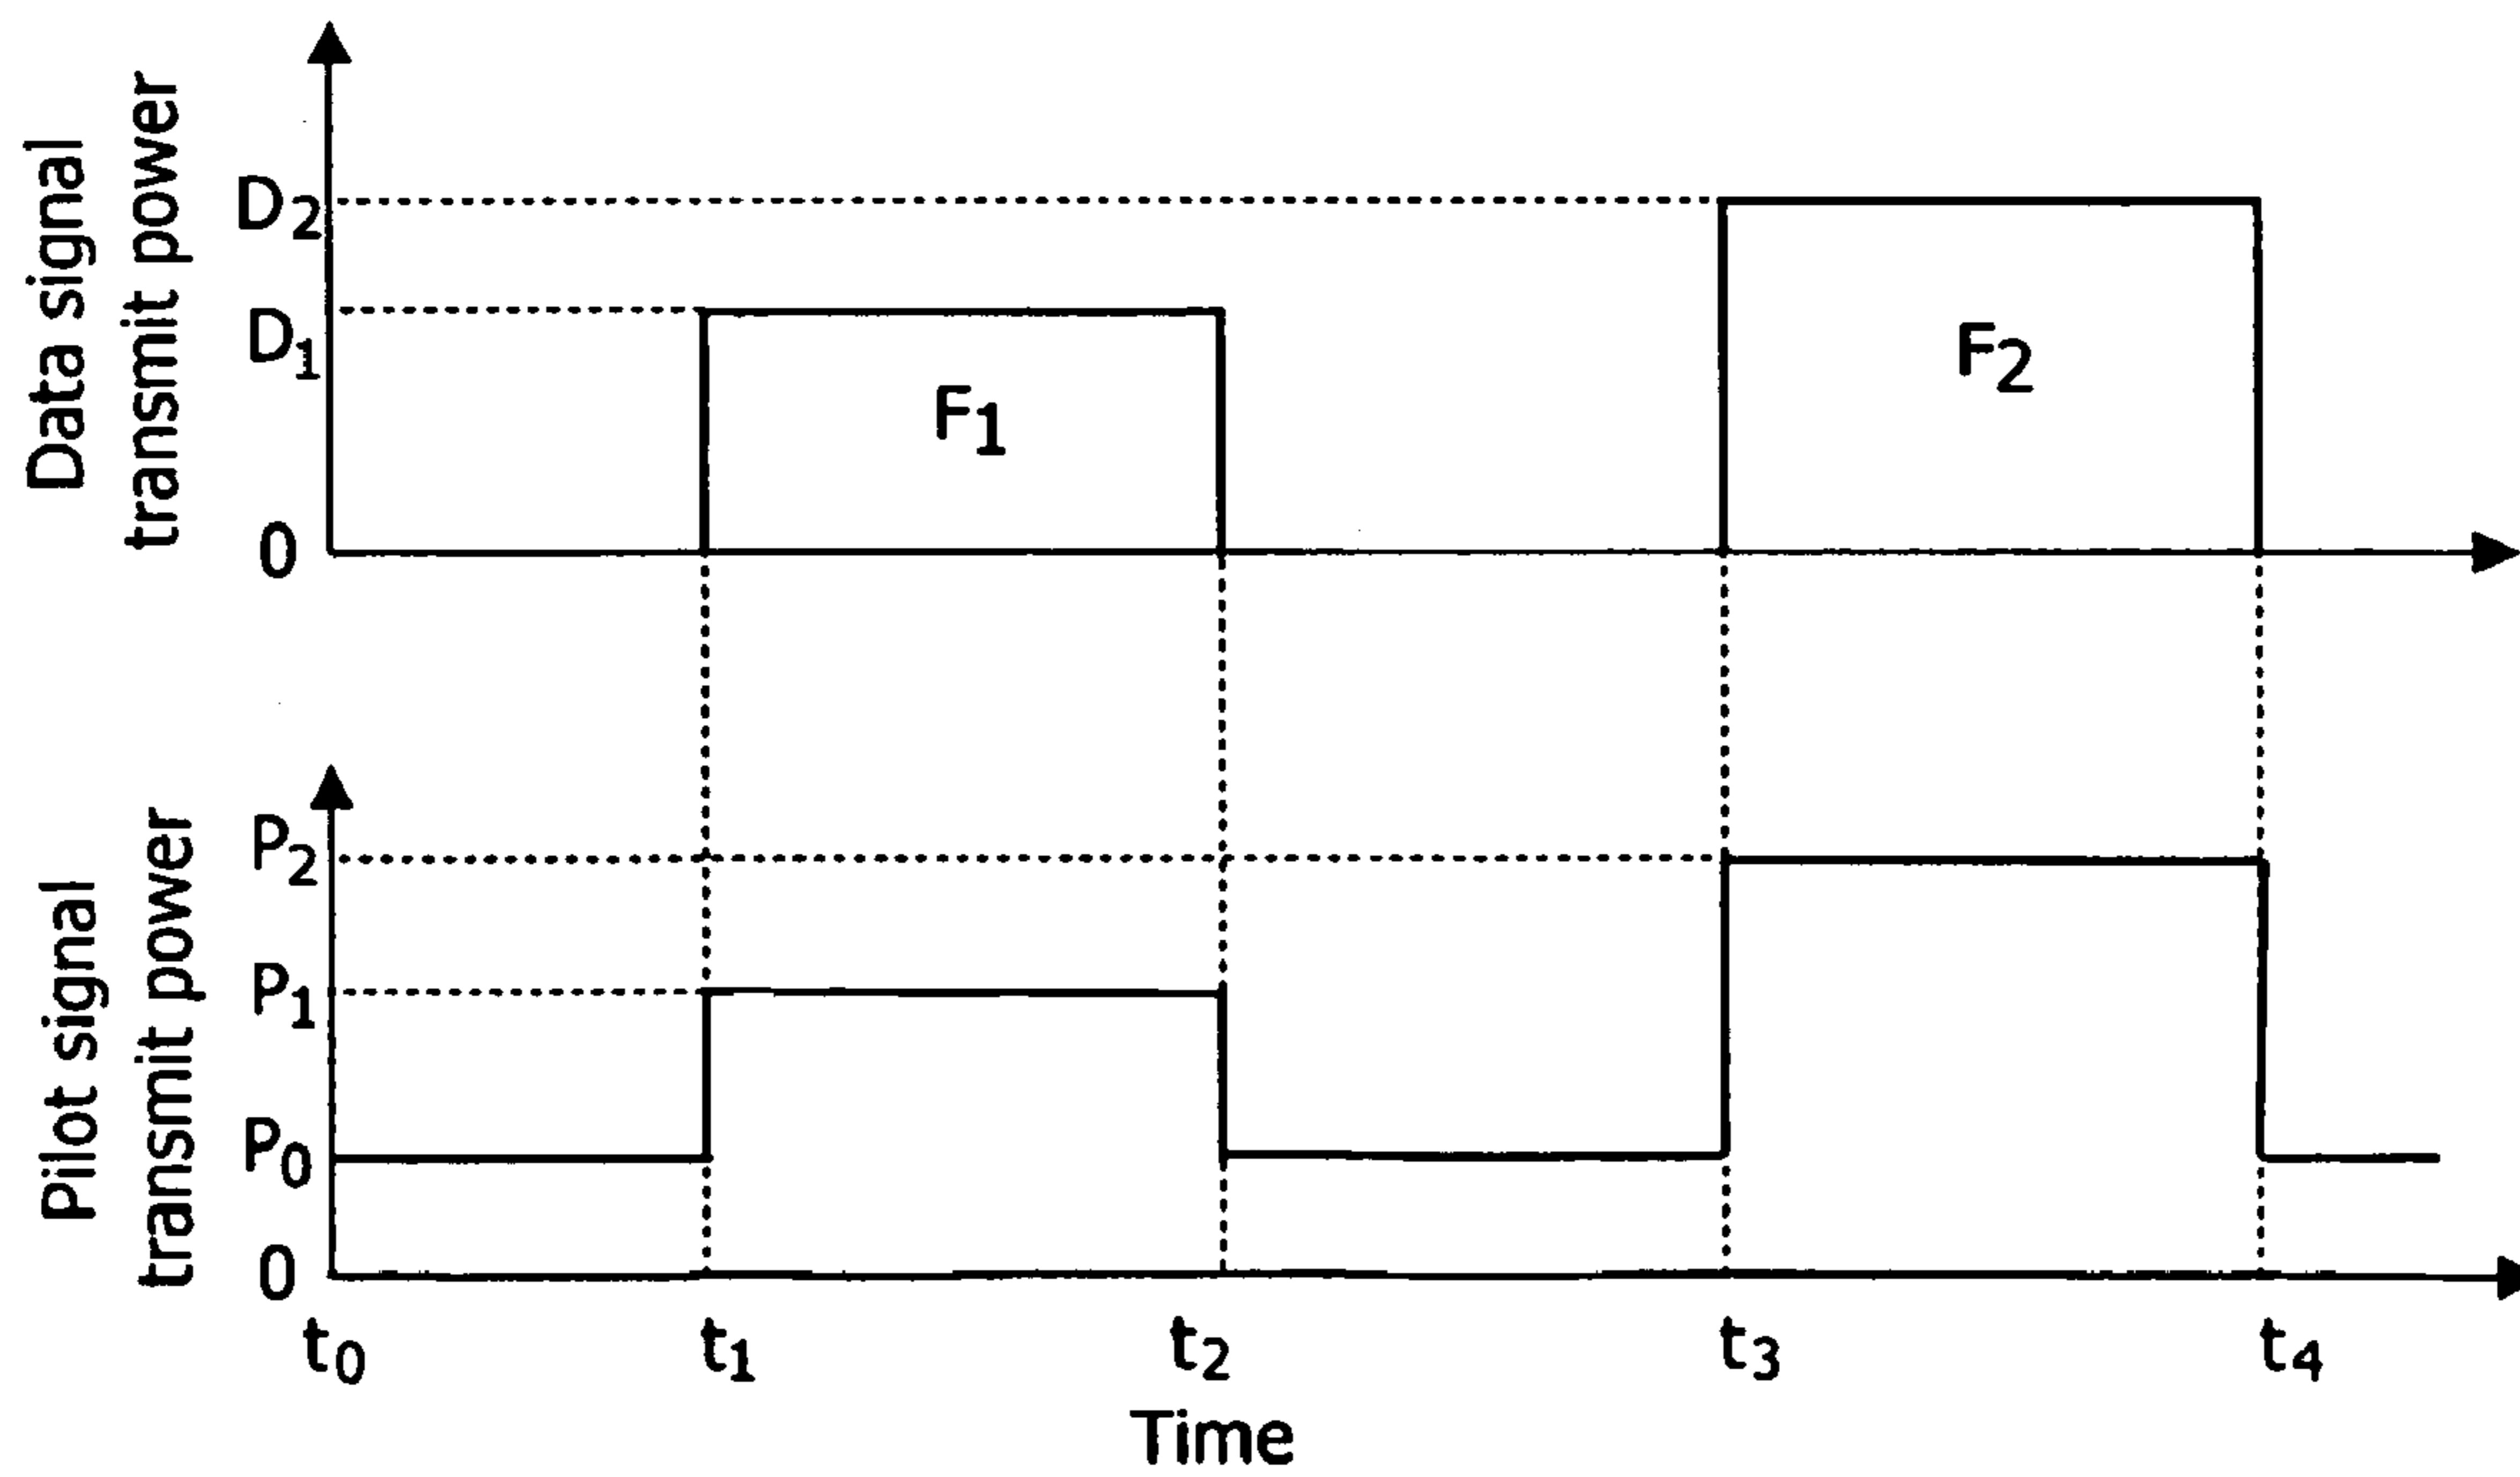 Data signal
transmit power
D2
D1
0
F1
F2
Pilot signal
transmit power
P2
P1
P0
0
t0 t1 t2 t3 t4
Time